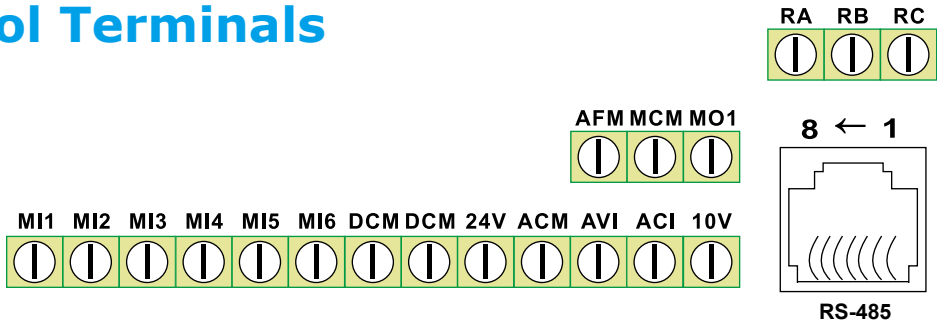 ol Terminals
RA RB RC
AFM MCM MO1
8 ← 1
MI1 MI2 MI3 MI4 MI5 MI6 DCM DCM 24V ACM AVI ACI 10V
RS-485